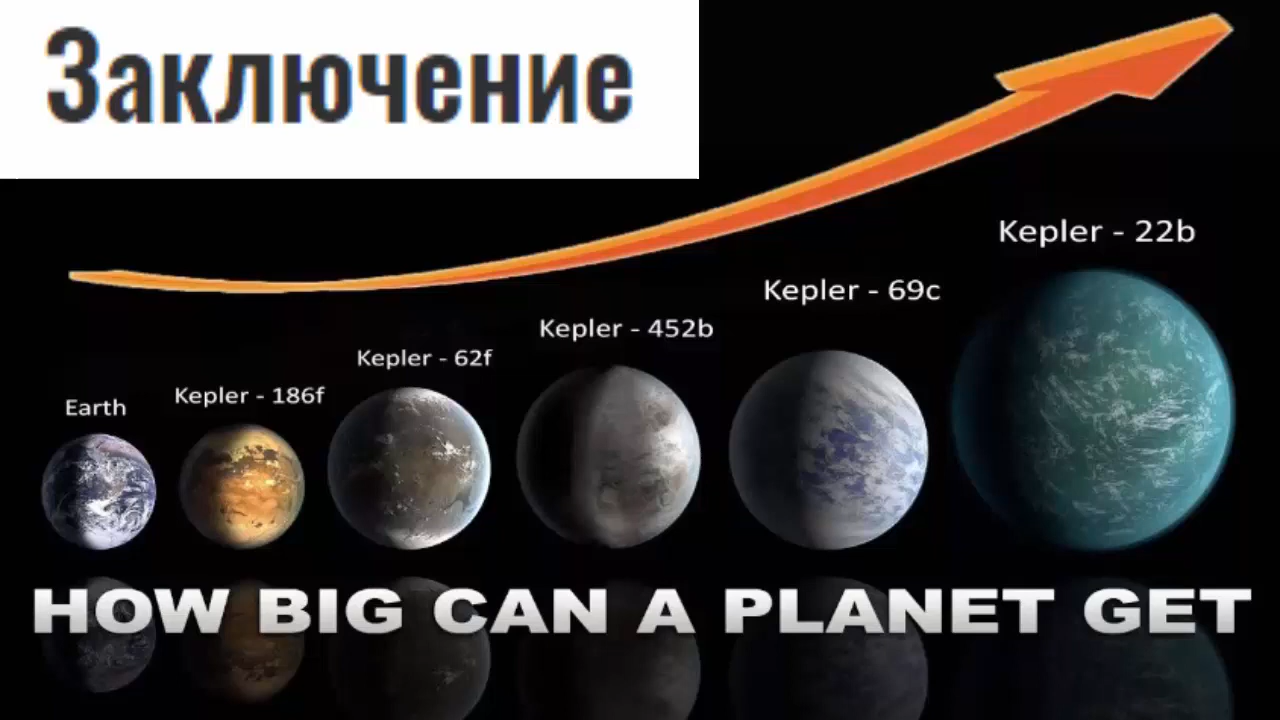 Заключение
Kepler - 22b
Kepler - 69c
Kepler - 452b
Kepler - 62f
Kepler - 186f
Earth
HOW BIG CAN A PLANET GET